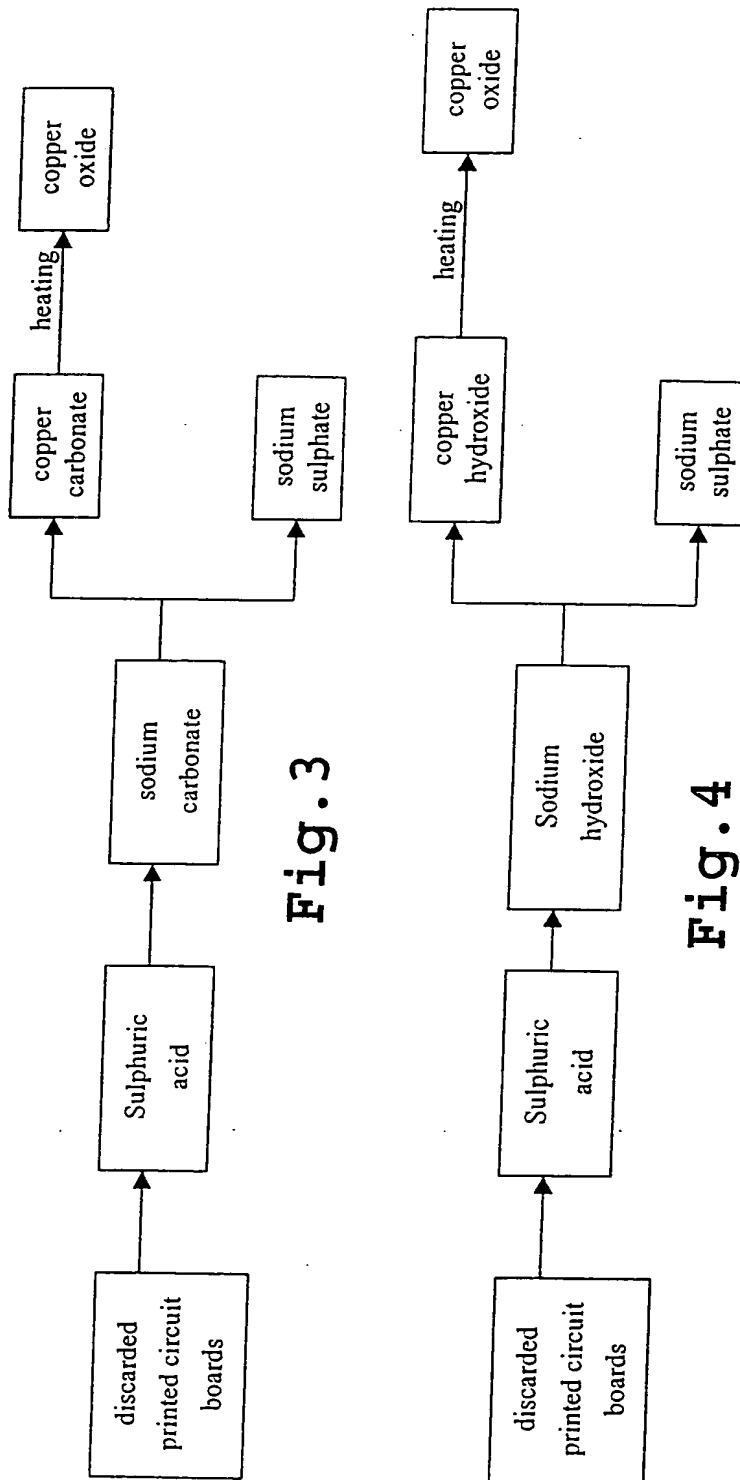 discarded
printed circuit
boards
Sulphuric
acid
sodium
carbonate
copper
carbonate
heating
copper
oxide
sodium
sulphate
Fig.3
discarded
printed circuit
boards
Sulphuric
acid
Sodium
hydroxide
copper
hydroxide
heating
copper
oxide
sodium
sulphate
Fig.4